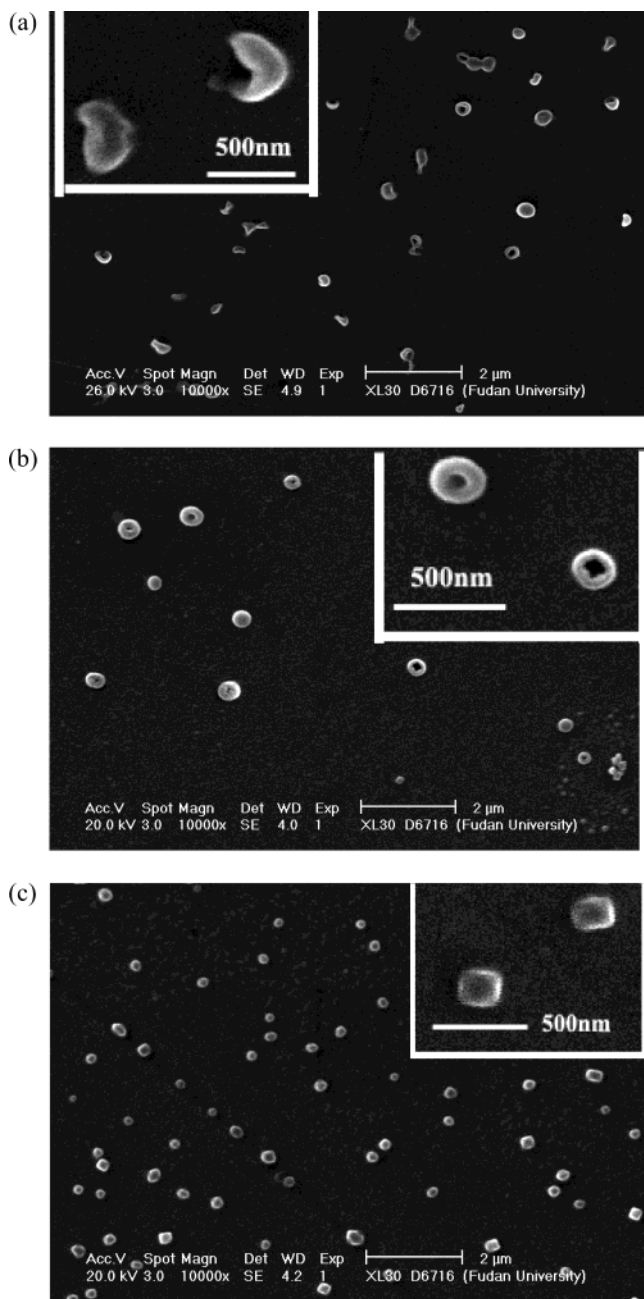 (a)
500nm
Acc.V Spot Magn Det WD Exp 2 µm
26.0 kV 3.0 10000x SE 4.9 1 XL30 D6716 (Fudan University)
(b)
500nm
Acc.V Spot Magn Det WD Exp 2 µm
20.0 kV 3.0 10000x SE 4.0 1 XL30 D6716 (Fudan University)
(c)
500nm
Acc.V Spot Magn Det WD Exp 2 µm
20.0 kV 3.0 10000x SE 4.2 1 XL30 D6716 (Fudan University)